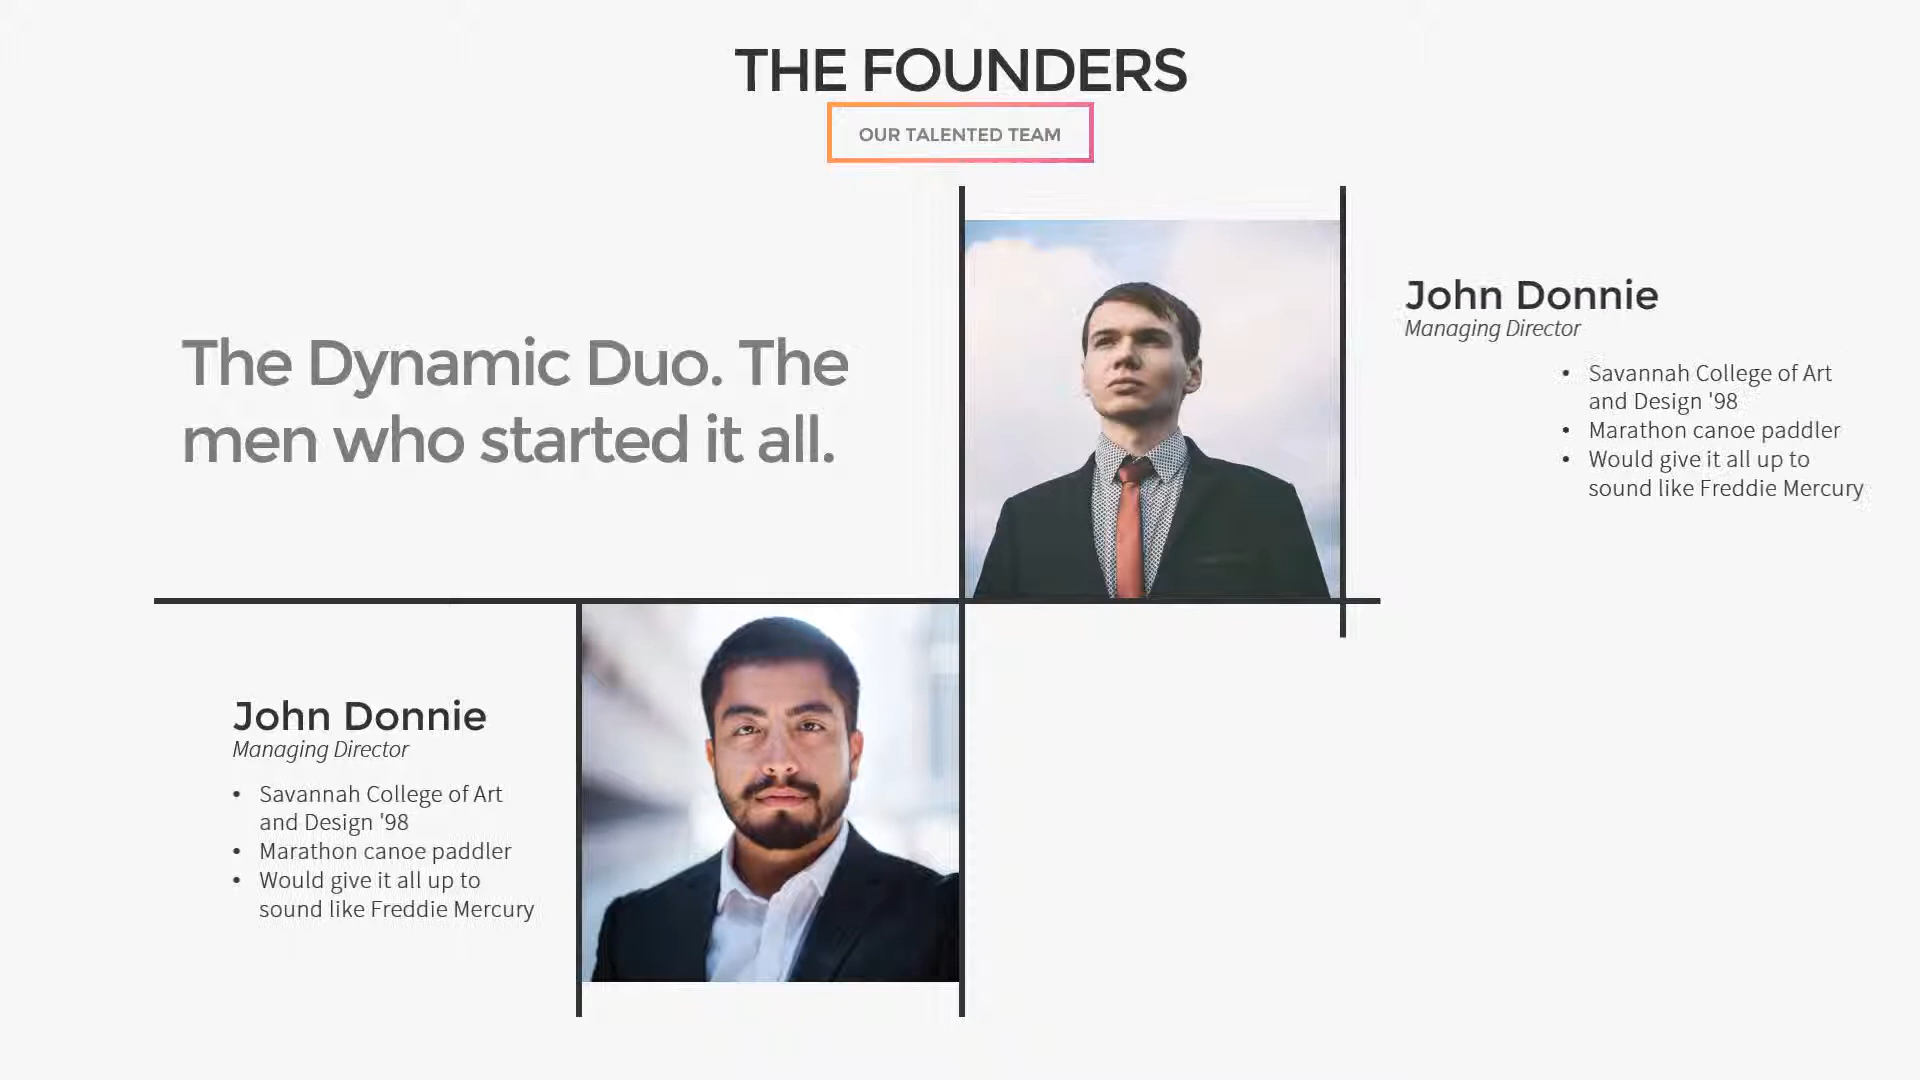 THE FOUNDERS
OUR TALENTED TEAM
The Dynamic Duo. The
men who started it all.
John Donnie
Managing Director
• Savannah College of Art
and Design '98
• Marathon canoe paddler
• Would give it all up to
sound like Freddie Mercury
John Donnie
Managing Director
• Savannah College of Art
and Design '98
• Marathon canoe paddler
• Would give it all up to
sound like Freddie Mercury